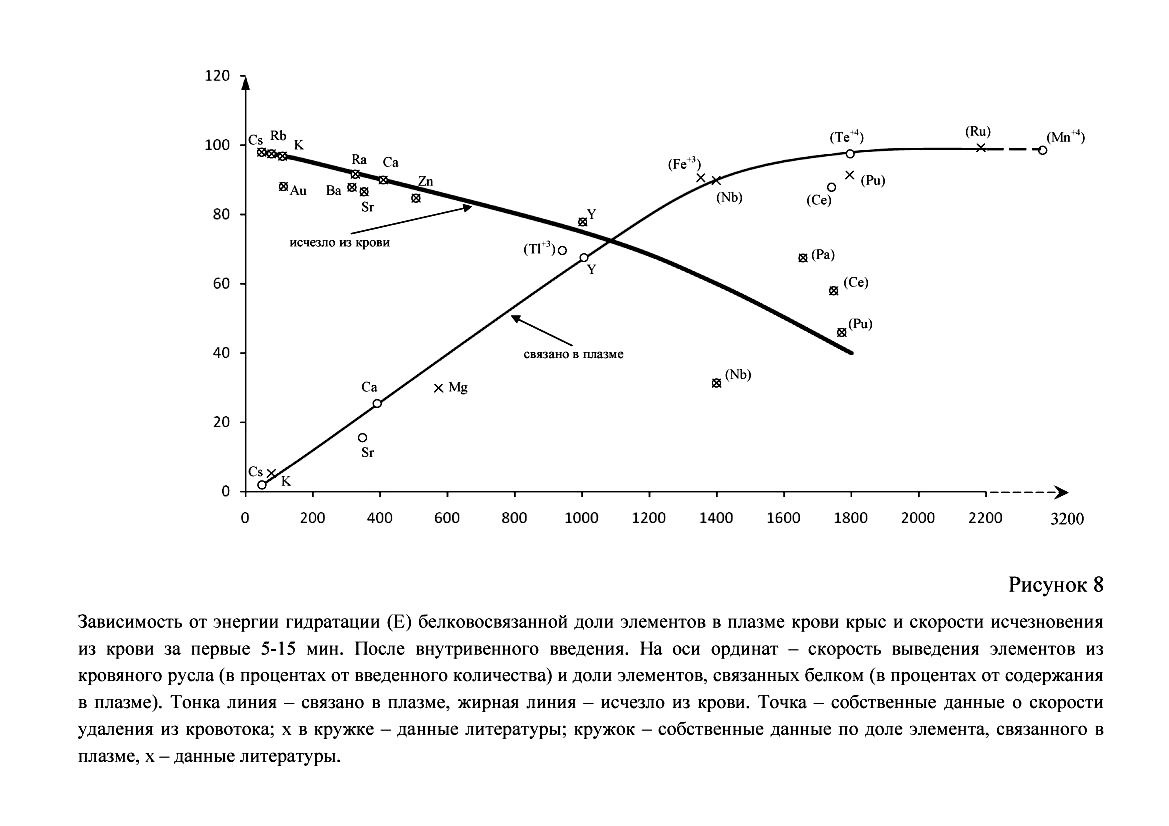 120
100
80
60
40
20
0
0 200 400 600 800 1000 1200 1400 1600 1800 2000 2200 3200
Cs Rb K
Au
Ra Ca
Ba Sr Zn
исчезло из крови
Y
(Tl+3)
Y
связано в плазме
Ca
Sr
Mg
Cs K
(Fe+3)
(Nb)
(Te+4)
(Ru)
(Mn+4)
(Pu)
(Ce)
(Pa)
(Ce)
(Pu)
(Nb)
Рисунок 8
Зависимость от энергии гидратации (E) белковосвязанной доли элементов в плазме крови крыс и скорости исчезновения
из крови за первые 5-15 мин. После внутривенного введения. На оси ординат – скорость выведения элементов из
кровяного русла (в процентах от введенного количества) и доли элементов, связанных белком (в процентах от содержания
в плазме). Тонка линия – связано в плазме, жирная линия – исчезло из крови. Точка – собственные данные о скорости
удаления из кровотока; х в кружке – данные литературы; кружок – собственные данные по доле элемента, связанного в
плазме, х – данные литературы.